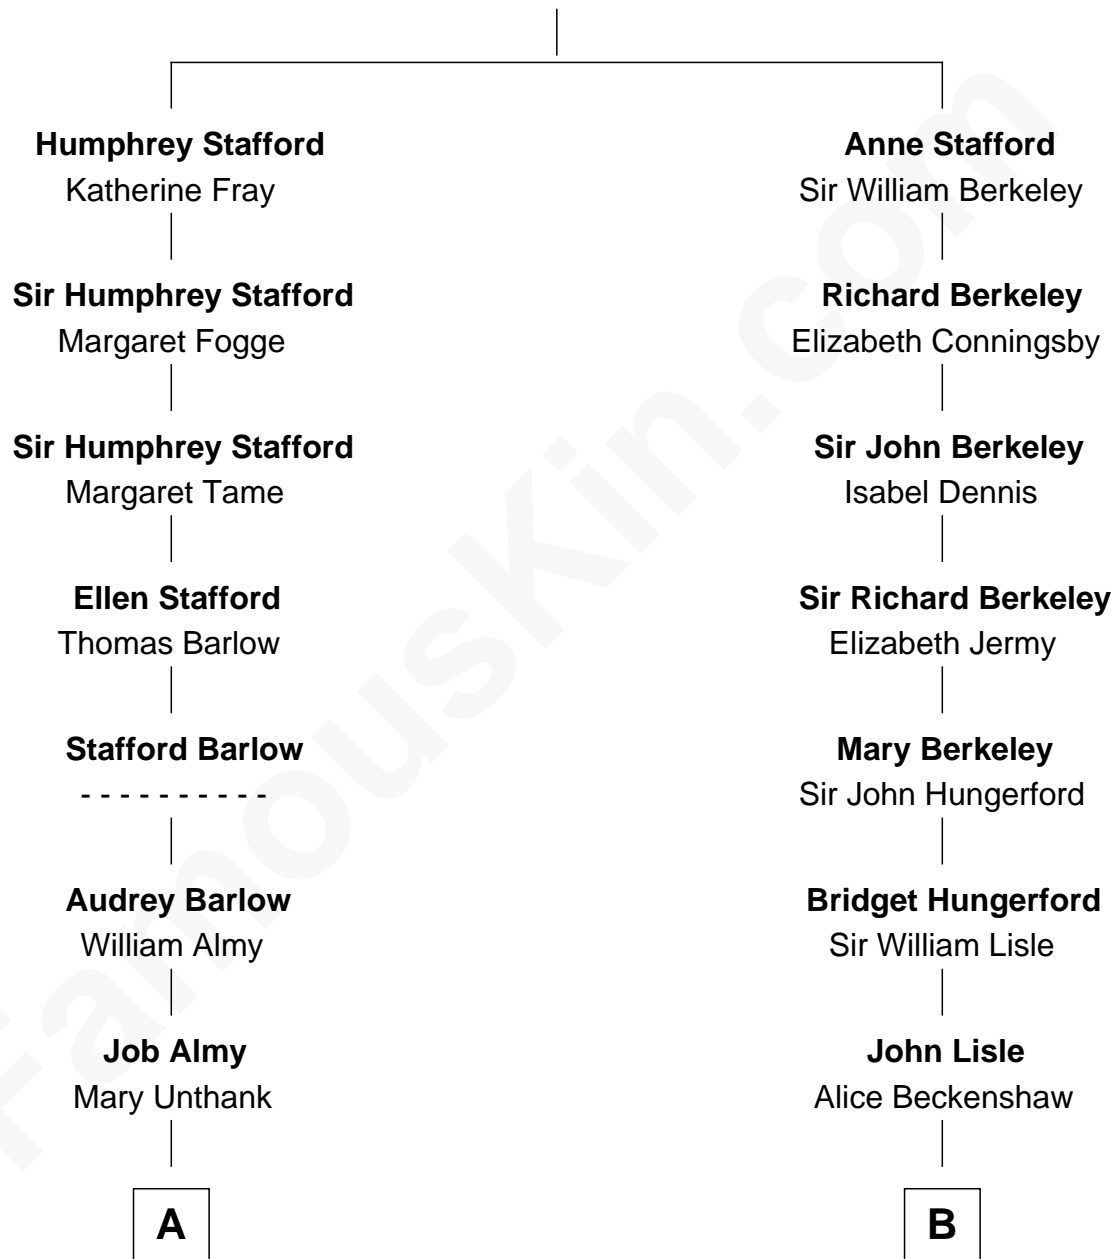 Humphrey Stafford
Katherine Fray
Sir Humphrey Stafford
Margaret Fogge
Sir Humphrey Stafford
Margaret Tame
Ellen Stafford
Thomas Barlow
Stafford Barlow
- - - - - - - - - -
Audrey Barlow
William Almy
Job Almy
Mary Unthank
A
Anne Stafford
Sir William Berkeley
Richard Berkeley
Elizabeth Conningsby
Sir John Berkeley
Isabel Dennis
Sir Richard Berkeley
Elizabeth Jermy
Mary Berkeley
Sir John Hungerford
Bridget Hungerford
Sir William Lisle
John Lisle
Alice Beckenshaw
B
FamousKin.com